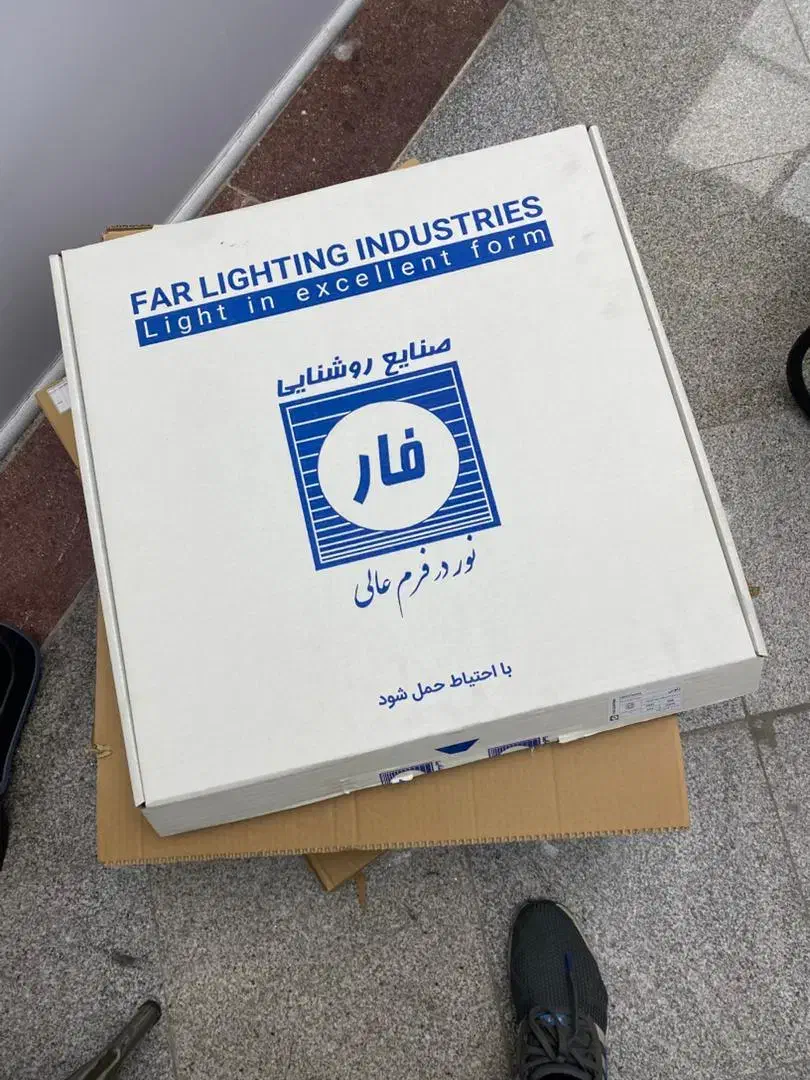 FAR LIGHTING INDUSTRIES
Light in excellent form
صنایع روشنایی
فار
نور در فرم عالی
با احتیاط حمل شود